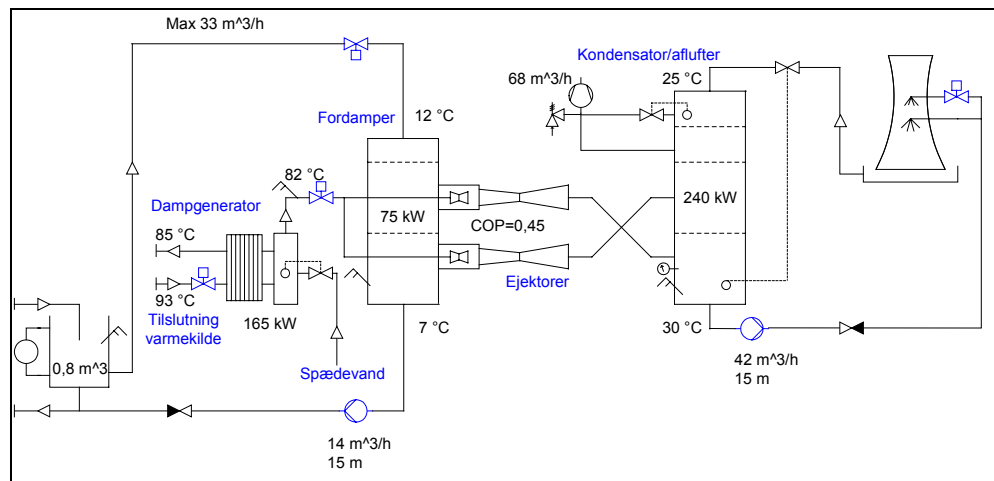 Max 33 m^3/h
Kondensator/aflufter
68 m^3/h
25 °C
Fordamper
12 °C
82 °C
Dampgenerator
75 kW
240 kW
COP=0,45
85 °C
Ejektorer
93 °C
Tilslutning
varmekilde
165 kW
7 °C
30 °C
0,8 m^3
Spædevand
42 m^3/h
15 m
14 m^3/h
15 m